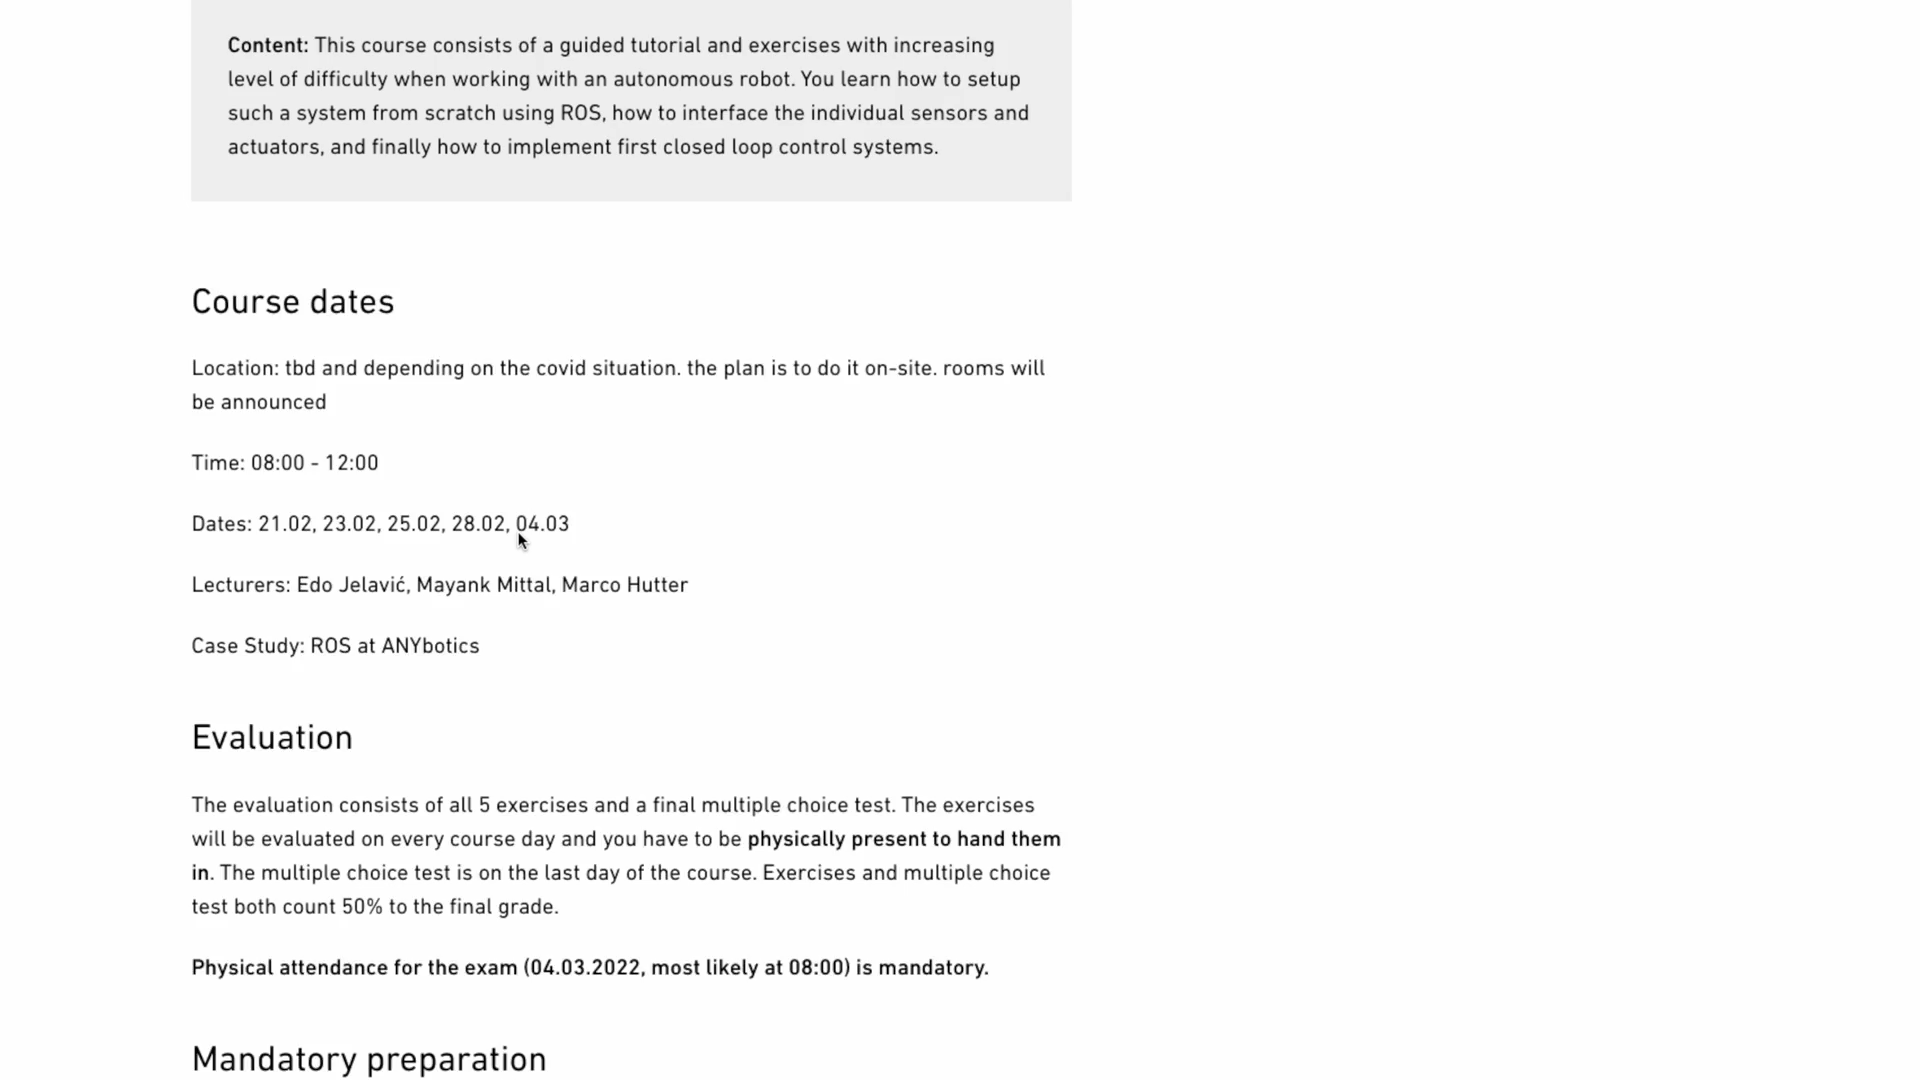 Content: This course consists of a guided tutorial and exercises with increasing
level of difficulty when working with an autonomous robot. You learn how to setup
such a system from scratch using ROS, how to interface the individual sensors and
actuators, and finally how to implement first closed loop control systems.
Course dates
Location: tbd and depending on the covid situation. the plan is to do it on-site. rooms will
be announced
Time: 08:00 - 12:00
Dates: 21.02, 23.02, 25.02, 28.02, 04.03
Lecturers: Edo Jelavić, Mayank Mittal, Marco Hutter
Case Study: ROS at ANYbotics
Evaluation
The evaluation consists of all 5 exercises and a final multiple choice test. The exercises
will be evaluated on every course day and you have to be physically present to hand them
in. The multiple choice test is on the last day of the course. Exercises and multiple choice
test both count 50% to the final grade.
Physical attendance for the exam (04.03.2022, most likely at 08:00) is mandatory.
Mandatory preparation